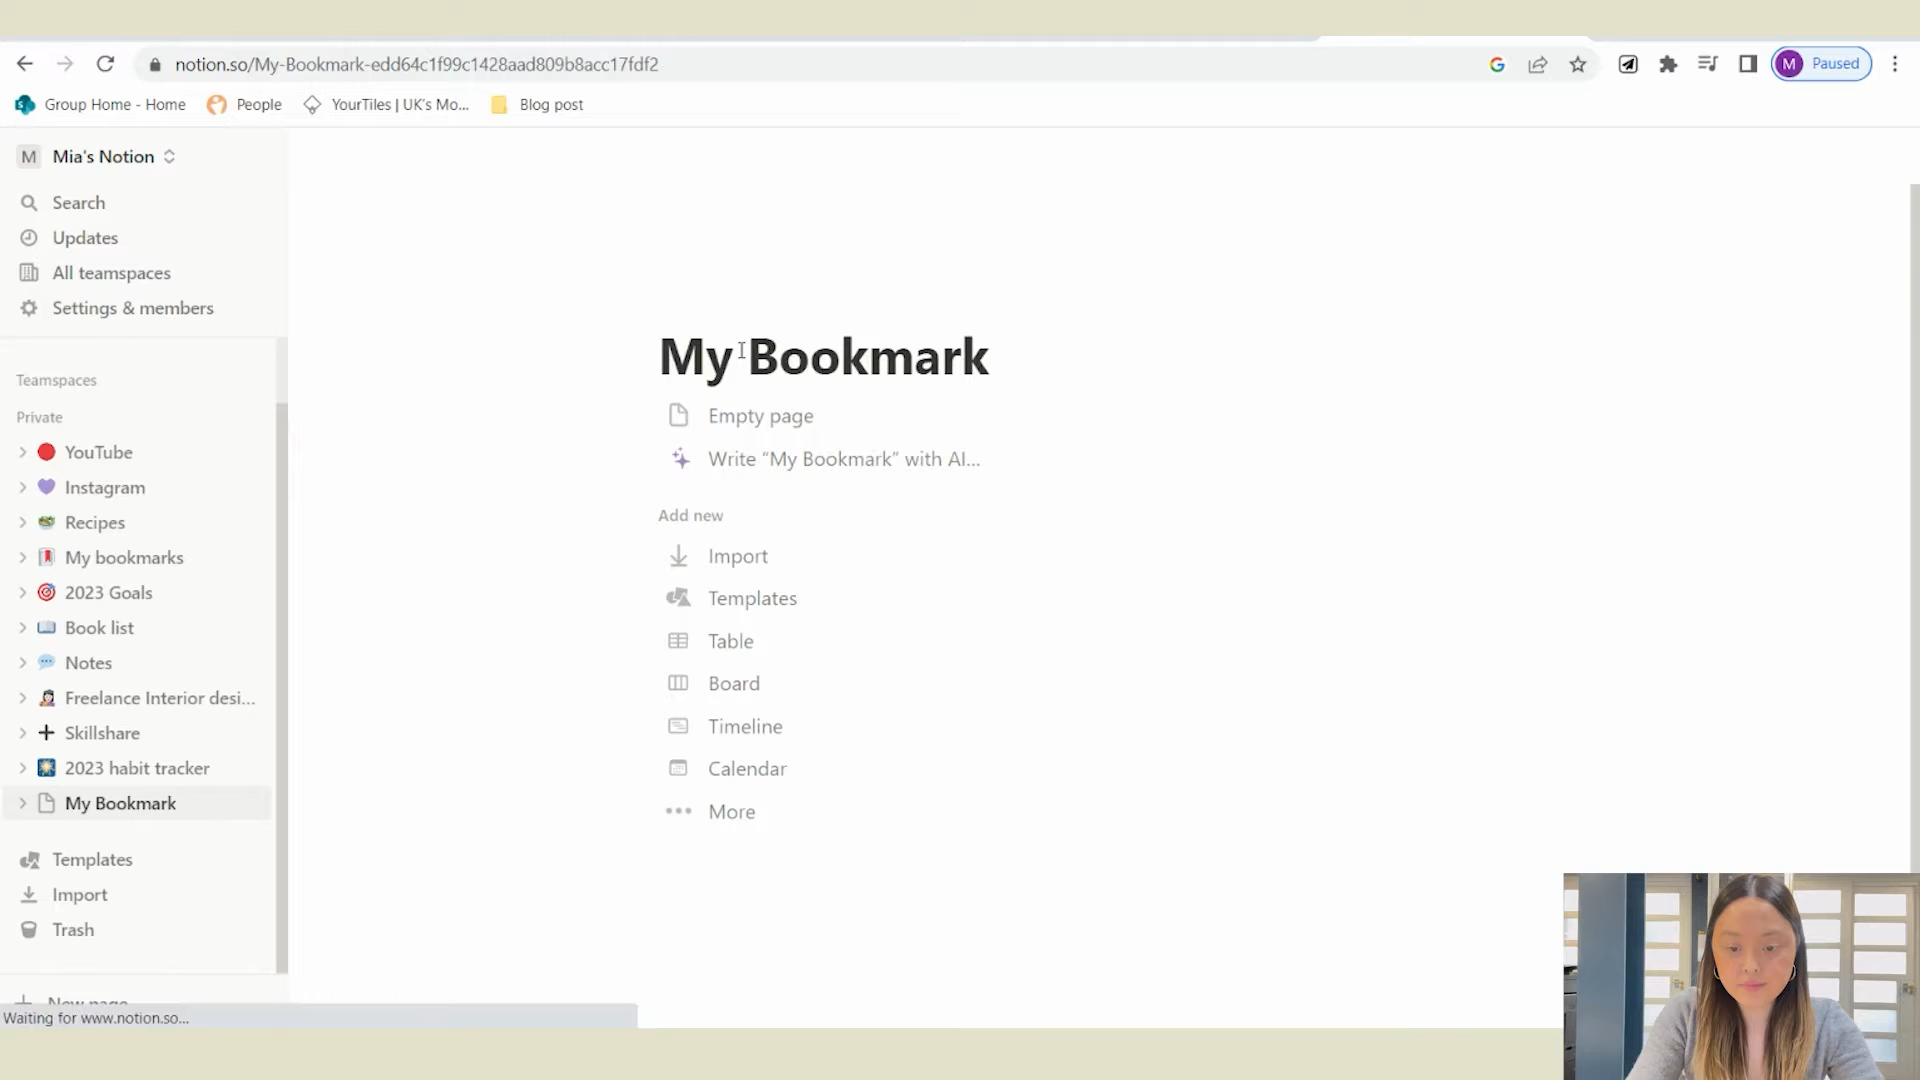 notion.so/My-Bookmark-edd64c1f99c1428aad809b8acc17fdf2
M Paused
Group Home - Home
People
YourTiles | UK's Mo...
Blog post
M Mia's Notion
Search
Updates
All teamspaces
Settings & members
Teamspaces
Private
YouTube
Instagram
Recipes
My bookmarks
2023 Goals
Book list
Notes
Freelance Interior desi...
Skillshare
2023 habit tracker
My Bookmark
Templates
Import
Trash
New page
Waiting for www.notion.so...
My Bookmark
Empty page
Write “My Bookmark” with AI...
Add new
Import
Templates
Table
Board
Timeline
Calendar
More